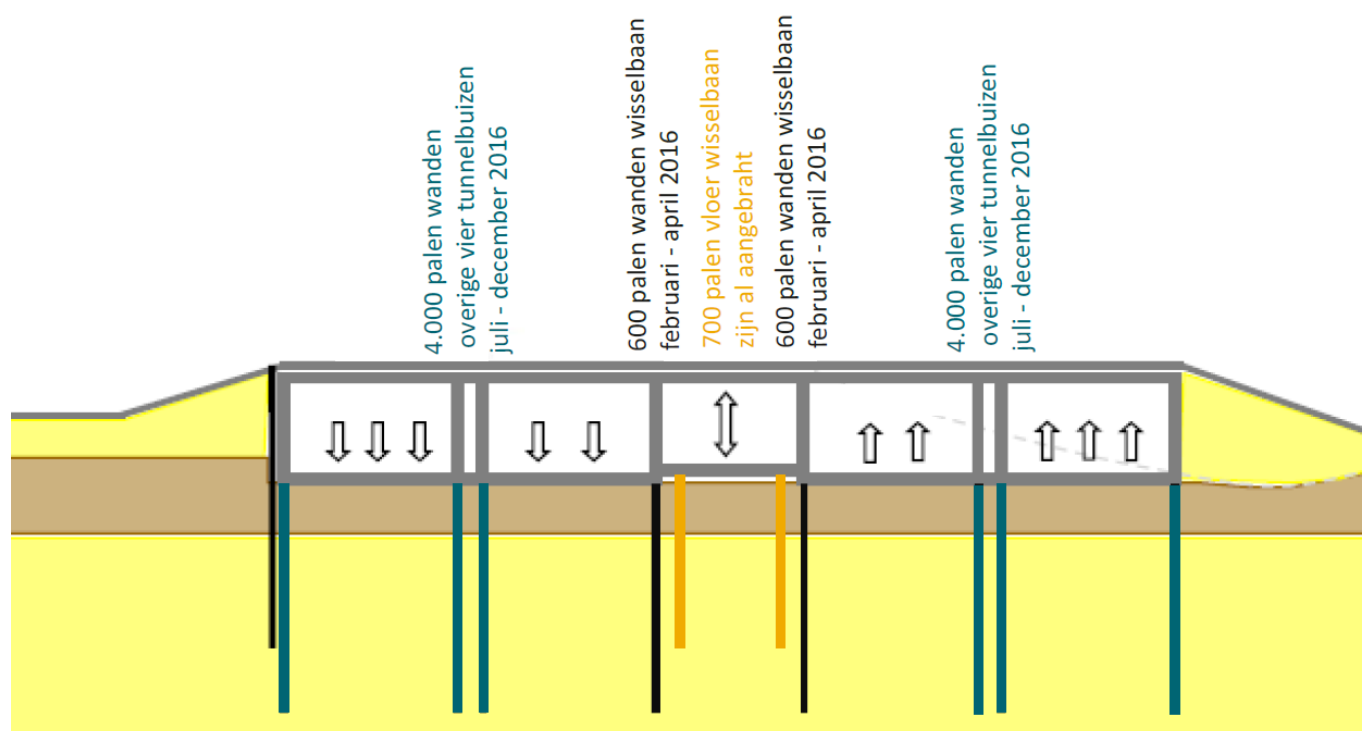 4.000 palen wanden
overige vier tunnelbuizen
juli - december 2016
600 palen wanden wisselbaan
februari - april 2016
700 palen vloer wisselbaan
zijn al aangebraht
600 palen wanden wisselbaan
februari - april 2016
4.000 palen wanden
overige vier tunnelbuizen
juli - december 2016